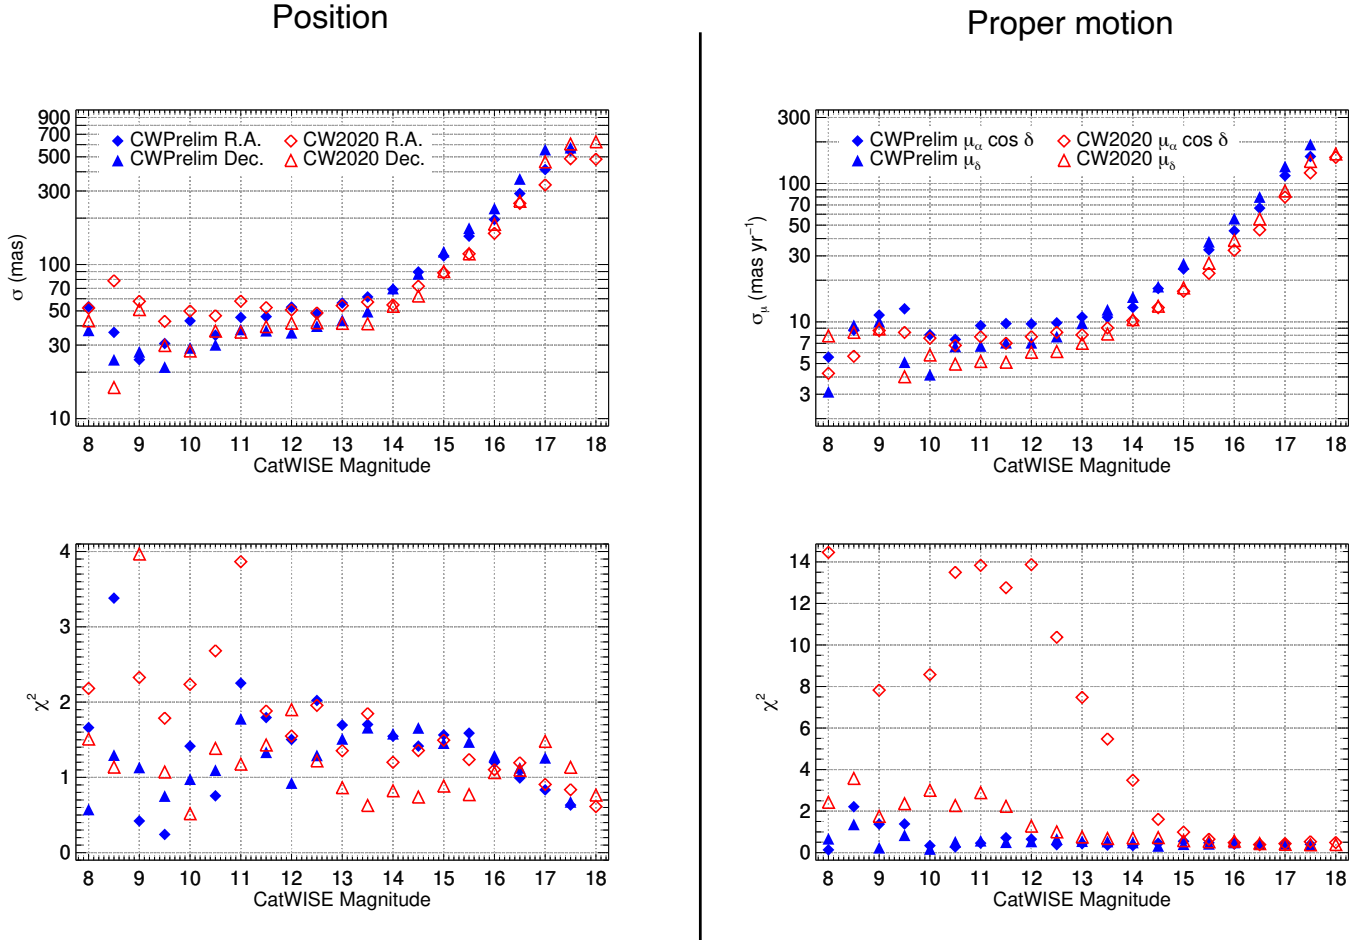 Position
Proper motion
900
700
500
300
100
70
50
30
10
σ (mas)
CWPrelim R.A.
CW2020 R.A.
CWPrelim Dec.
CW2020 Dec.
8 9 10 11 12 13 14 15 16 17 18
CatWISE Magnitude
300
100
70
50
30
10
7
5
3
σμ (mas yr⁻¹)
CWPrelim μα cos δ
CW2020 μα cos δ
CWPrelim μδ
CW2020 μδ
8 9 10 11 12 13 14 15 16 17 18
CatWISE Magnitude
4
3
2
1
0
χ²
8 9 10 11 12 13 14 15 16 17 18
CatWISE Magnitude
14
12
10
8
6
4
2
0
χ²
8 9 10 11 12 13 14 15 16 17 18
CatWISE Magnitude